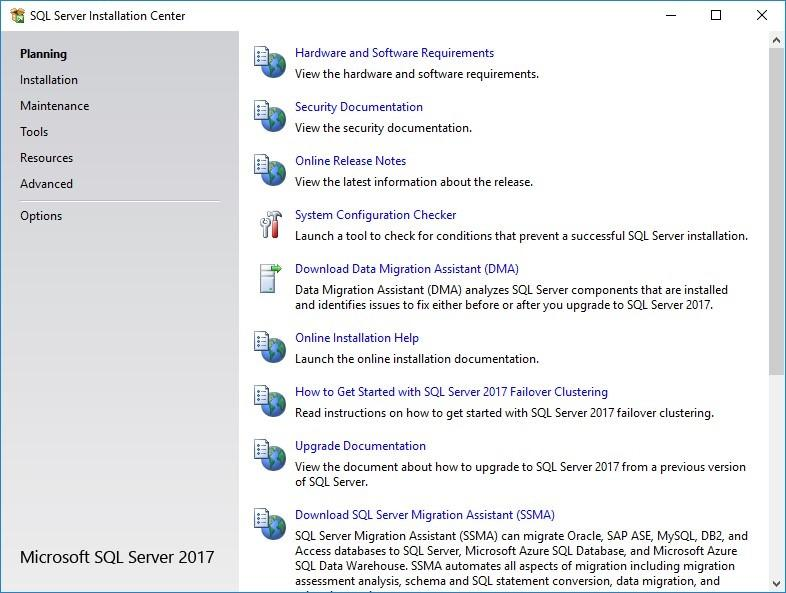 SQL Server Installation Center
Planning
Installation
Maintenance
Tools
Resources
Advanced
Options
Microsoft SQL Server 2017
Hardware and Software Requirements
View the hardware and software requirements.
Security Documentation
View the security documentation.
Online Release Notes
View the latest information about the release.
System Configuration Checker
Launch a tool to check for conditions that prevent a successful SQL Server installation.
Download Data Migration Assistant (DMA)
Data Migration Assistant (DMA) analyzes SQL Server components that are installed
and identifies issues to fix either before or after you upgrade to SQL Server 2017.
Online Installation Help
Launch the online installation documentation.
How to Get Started with SQL Server 2017 Failover Clustering
Read instructions on how to get started with SQL Server 2017 failover clustering.
Upgrade Documentation
View the document about how to upgrade to SQL Server 2017 from a previous version
of SQL Server.
Download SQL Server Migration Assistant (SSMA)
SQL Server Migration Assistant (SSMA) can migrate Oracle, SAP ASE, MySQL, DB2, and
Access databases to SQL Server, Microsoft Azure SQL Database, and Microsoft Azure
SQL Data Warehouse. SSMA automates all aspects of migration including migration
assessment analysis, schema and SQL statement conversion, data migration, and